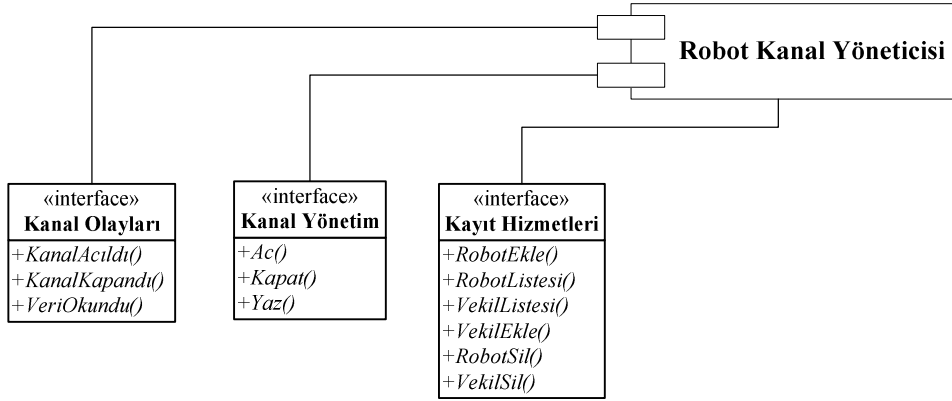 Robot Kanal Yöneticisi
«interface»
Kanal Olayları
+KanalAcıldı()
+KanalKapandı()
+VeriOkundu()
«interface»
Kanal Yönetim
+Ac()
+Kapat()
+Yaz()
«interface»
Kayıt Hizmetleri
+RobotEkle()
+RobotListesi()
+VekilListesi()
+VekilEkle()
+RobotSil()
+VekilSil()